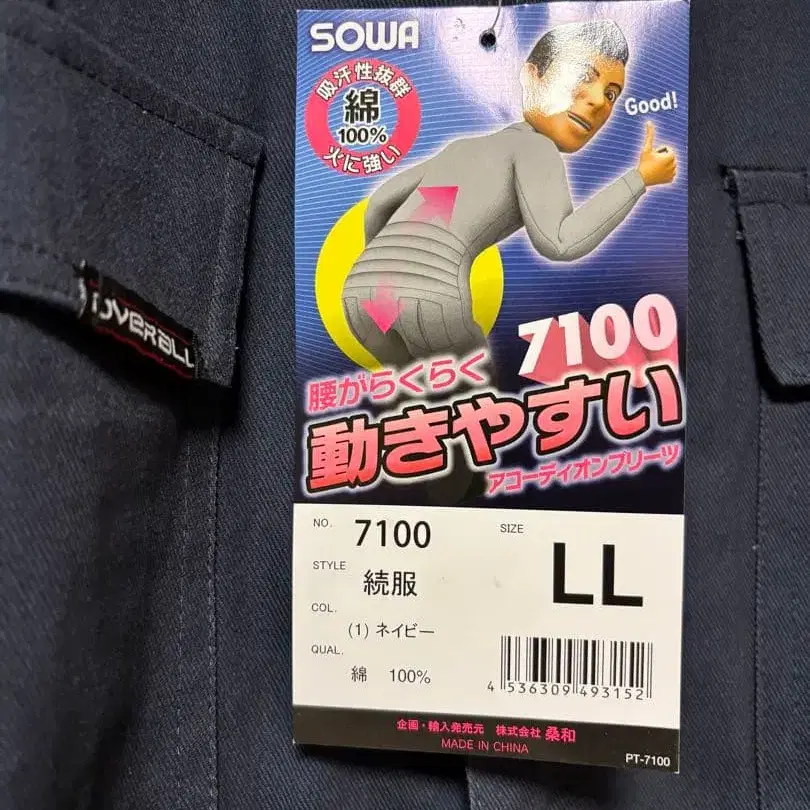 SOWA
吸汗性抜群
綿
100%
火に強い
Good!
7100
腰がらくらく
動きやすい
アコーディオンプリーツ
NO. 7100
SIZE LL
STYLE 続服
COL. (1) ネイビー
QUAL. 綿 100%
4 536309 493152
企画・輸入発売元 株式会社 桑和
MADE IN CHINA
PT-7100
OVERALL